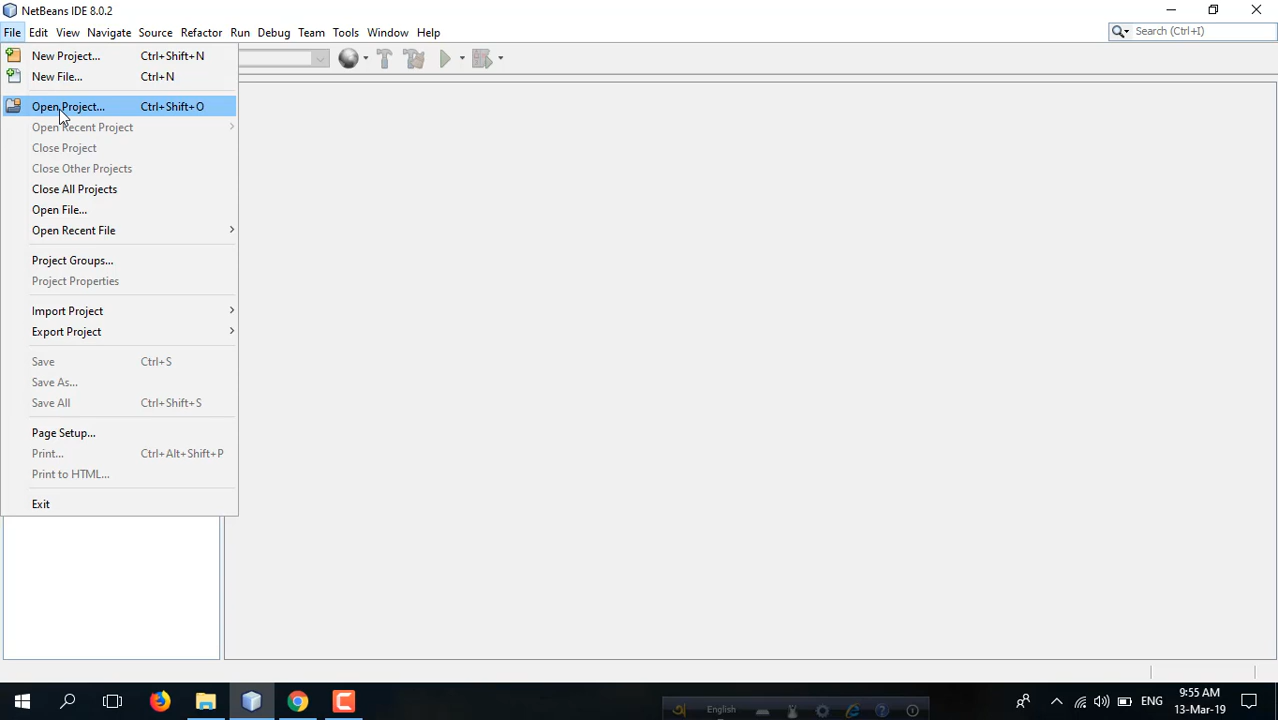 NetBeans IDE 8.0.2
File Edit View Navigate Source Refactor Run Debug Team Tools Window Help
Search (Ctrl+I)
New Project... Ctrl+Shift+N
New File... Ctrl+N
Open Project... Ctrl+Shift+O
Open Recent Project
Close Project
Close Other Projects
Close All Projects
Open File...
Open Recent File
Project Groups...
Project Properties
Import Project
Export Project
Save Ctrl+S
Save As...
Save All Ctrl+Shift+S
Page Setup...
Print... Ctrl+Alt+Shift+P
Print to HTML...
Exit
English
ENG
9:55 AM
13-Mar-19